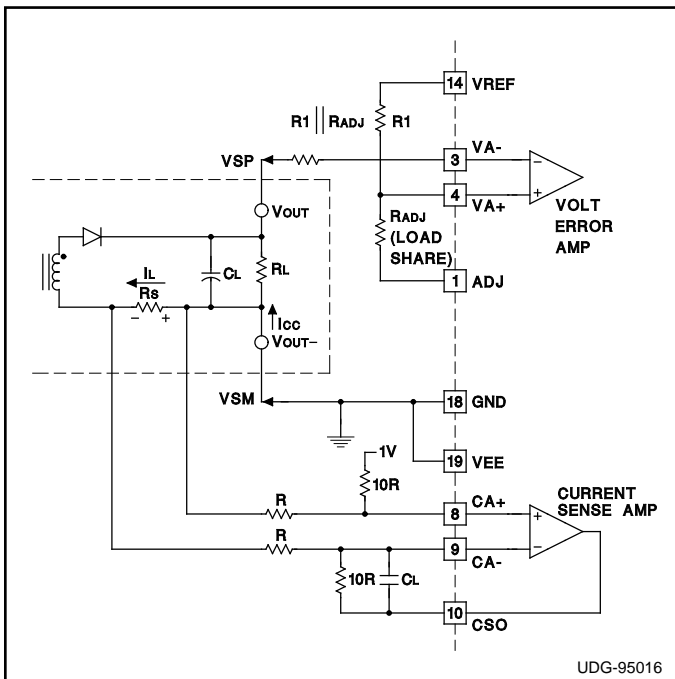 14 VREF
R1||RADJ R1
VSP
3 VA-
4 VA+
VOLT
ERROR
AMP
- +
VOUT
RADJ
(LOAD
SHARE)
1 ADJ
IL
RS
- +
CL
RL
ICC
VOUT-
VSM
18 GND
19 VEE
1V
10R
CURRENT
SENSE AMP
R
8 CA+
R
9 CA-
+ -
10R CL
10 CSO
UDG-95016